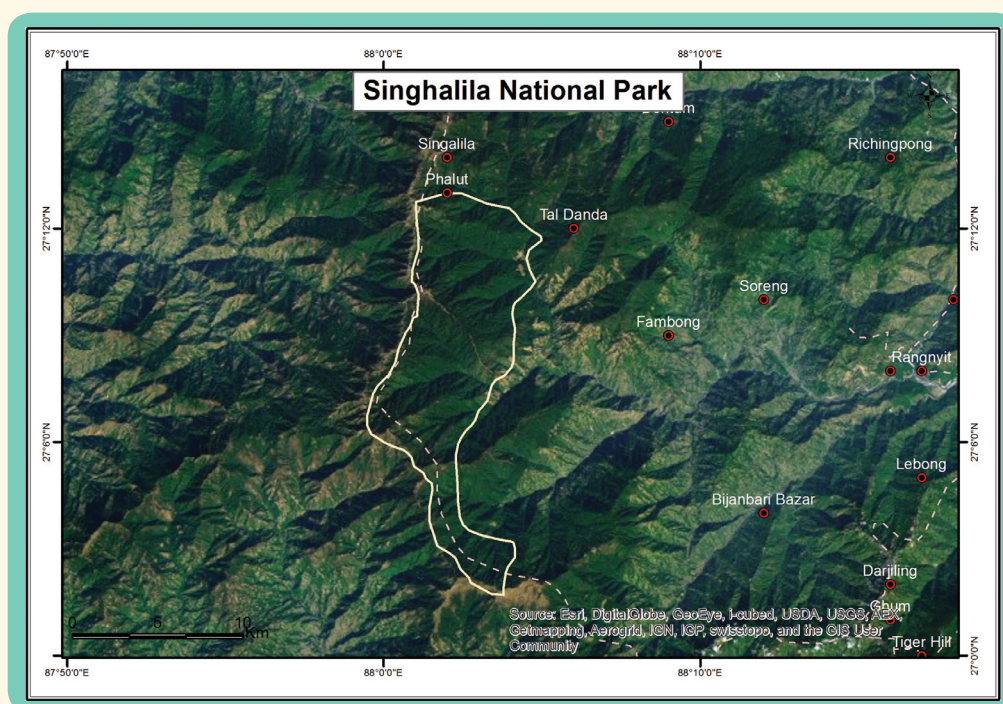 87°50'0"E 88°0'0"E 88°10'0"E
Singhalila National Park
Singalila
Richingpong
Phalut
Tal Danda
27°12'0"N 27°12'0"N
Soreng
Fambong
Rangnyit
27°6'0"N 27°6'0"N
Lebong
Bijanbari Bazar
Darjiling
Ghum
0 5 10
Km
Source: Esri, DigitalGlobe, GeoEye, i-cubed, USDA, USGS, AEX,
Getmapping, Aerogrid, IGN, IGP, swisstopo, and the GIS User
Community
Tiger Hill
27°0'0"N
87°50'0"E 88°0'0"E 88°10'0"E